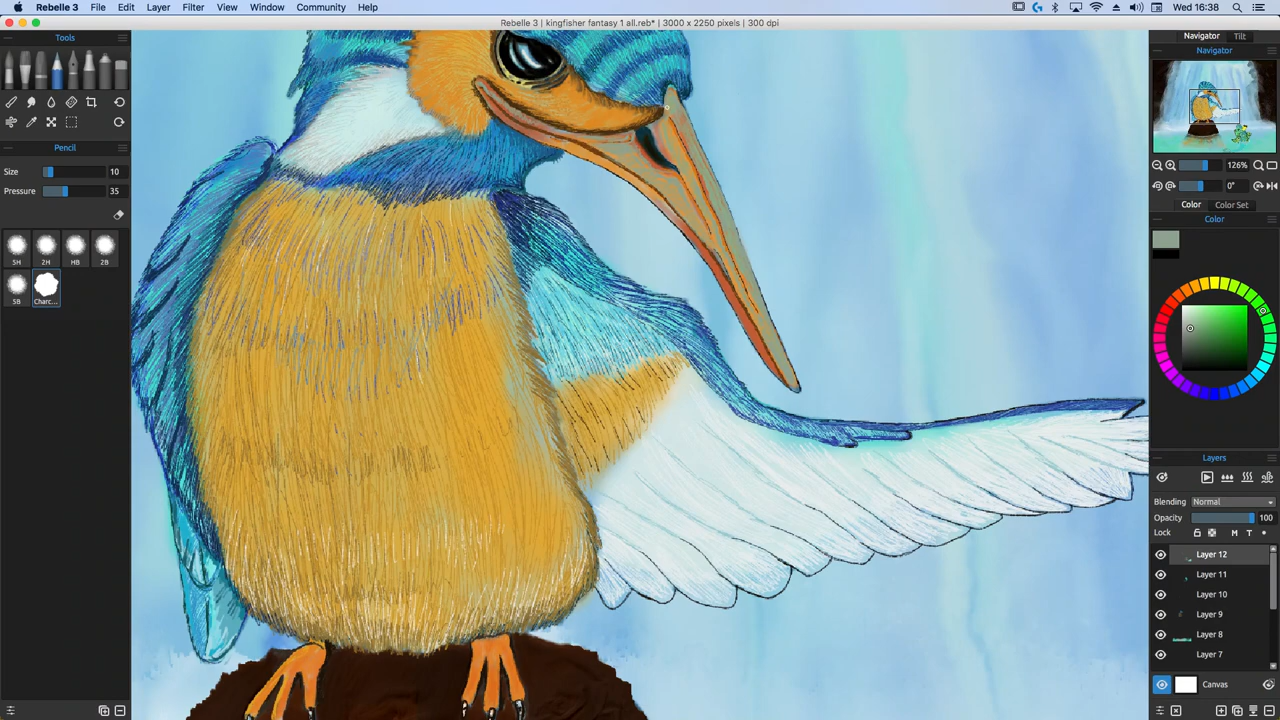 Rebelle 3 File Edit Layer Filter View Window Community Help Wed 16:38
Rebelle 3 | kingfisher fantasy 1 all.reb* | 3000 x 2250 pixels | 300 dpi
Tools
Pencil
Size 10
Pressure 35
5H 2H HB 2B
5B Charc...
Navigator Tilt
Navigator
126%
0°
Color Color Set
Color
Layers
Blending Normal
Opacity 100
Lock M T
Layer 12
Layer 11
Layer 10
Layer 9
Layer 8
Layer 7
Canvas